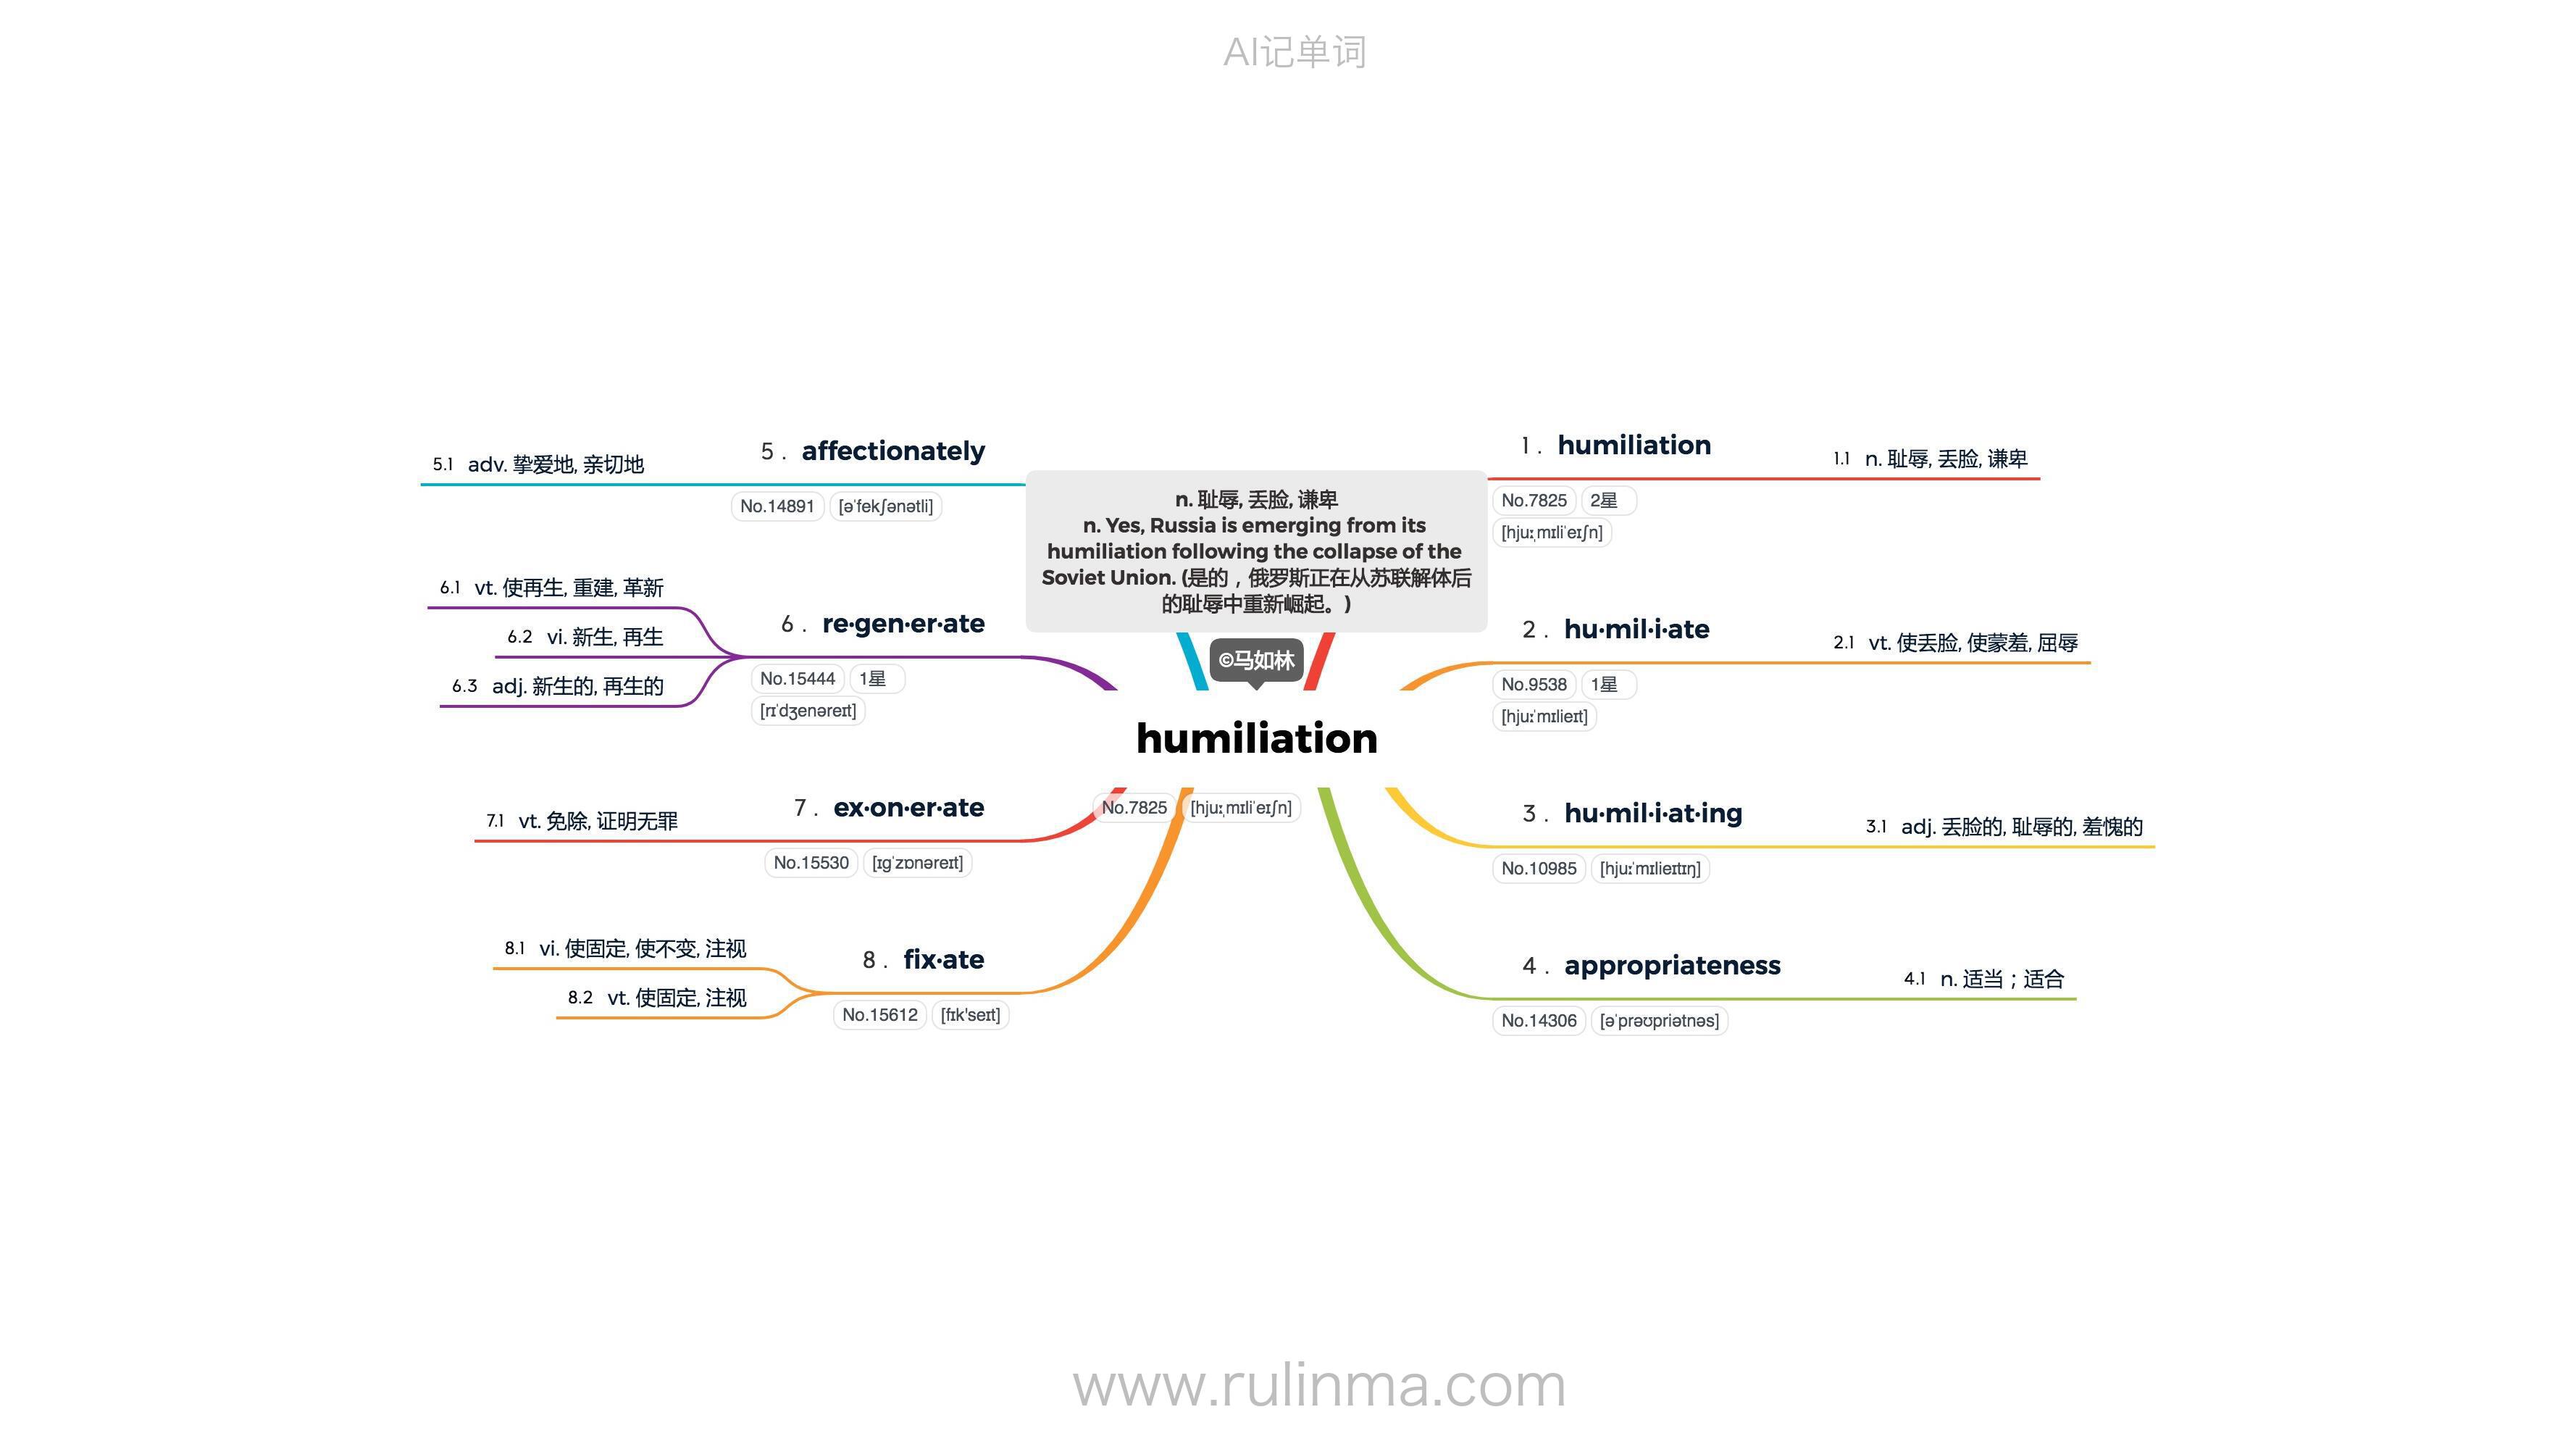 AI记单词
n. 耻辱, 丢脸, 谦卑
n. Yes, Russia is emerging from its
humiliation following the collapse of the
Soviet Union. (是的，俄罗斯正在从苏联解体后
的耻辱中重新崛起。)
©马如林
humiliation
No.7825 [hjuːˌmɪliˈeɪʃn]
1 . humiliation
No.7825 2星
[hjuːˌmɪliˈeɪʃn]
1.1 n. 耻辱, 丢脸, 谦卑
2 . hu·mil·i·ate
No.9538 1星
[hjuːˈmɪlieɪt]
2.1 vt. 使丢脸, 使蒙羞, 屈辱
3 . hu·mil·i·at·ing
No.10985 [hjuːˈmɪlieɪtɪŋ]
3.1 adj. 丢脸的, 耻辱的, 羞愧的
4 . appropriateness
No.14306 [əˈprəʊpriətnəs]
4.1 n. 适当；适合
5 . affectionately
No.14891 [əˈfekʃənətli]
5.1 adv. 挚爱地, 亲切地
6 . re·gen·er·ate
No.15444 1星
[rɪˈdʒenəreɪt]
6.1 vt. 使再生, 重建, 革新
6.2 vi. 新生, 再生
6.3 adj. 新生的, 再生的
7 . ex·on·er·ate
No.15530 [ɪɡˈzɒnəreɪt]
7.1 vt. 免除, 证明无罪
8 . fix·ate
No.15612 [fɪk'seɪt]
8.1 vi. 使固定, 使不变, 注视
8.2 vt. 使固定, 注视
www.rulinma.com